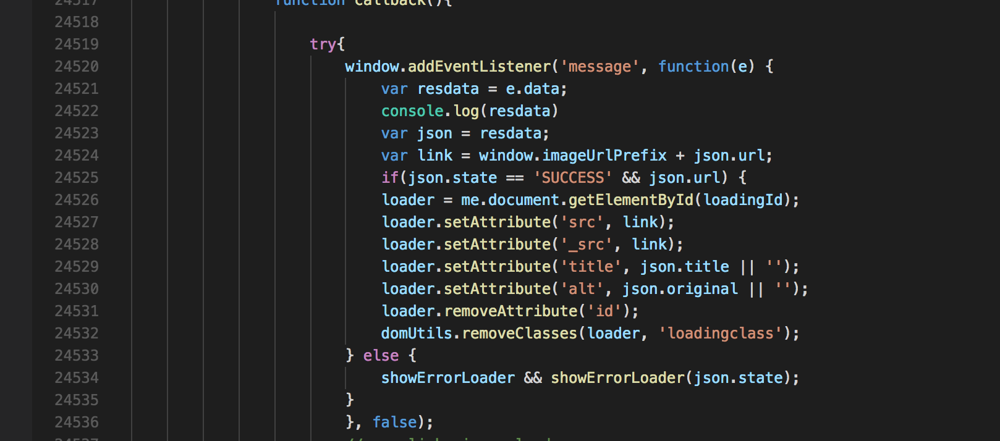 24517 function callback(){
24518
24519 try{
24520 window.addEventListener('message', function(e) {
24521 var resdata = e.data;
24522 console.log(resdata)
24523 var json = resdata;
24524 var link = window.imageUrlPrefix + json.url;
24525 if(json.state == 'SUCCESS' && json.url) {
24526 loader = me.document.getElementById(loadingId);
24527 loader.setAttribute('src', link);
24528 loader.setAttribute('_src', link);
24529 loader.setAttribute('title', json.title || '');
24530 loader.setAttribute('alt', json.original || '');
24531 loader.removeAttribute('id');
24532 domUtils.removeClasses(loader, 'loadingclass');
24533 } else {
24534 showErrorLoader && showErrorLoader(json.state);
24535 }
24536 }, false);
24537